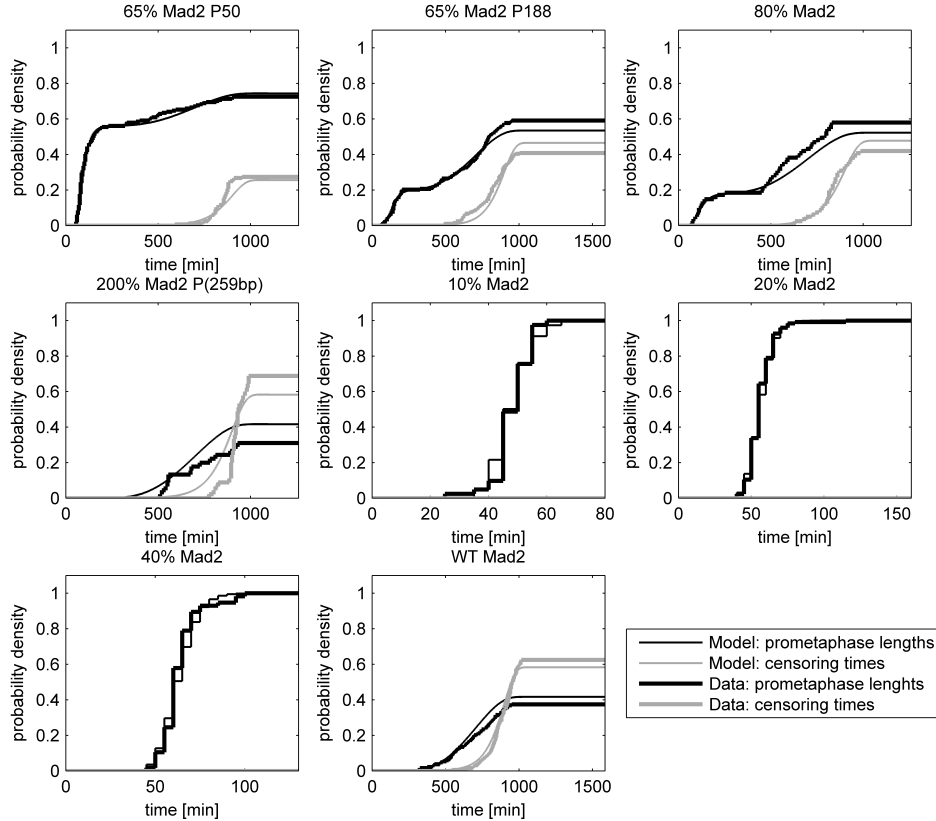 65% Mad2 P50
65% Mad2 P188
80% Mad2
probability density
1
0.8
0.6
0.4
0.2
0
0 500 1000
time [min]
probability density
1
0.8
0.6
0.4
0.2
0
0 500 1000 1500
time [min]
probability density
1
0.8
0.6
0.4
0.2
0
0 500 1000
time [min]
200% Mad2 P(259bp)
10% Mad2
20% Mad2
probability density
1
0.8
0.6
0.4
0.2
0
0 500 1000
time [min]
probability density
1
0.8
0.6
0.4
0.2
0
0 20 40 60 80
time [min]
probability density
1
0.8
0.6
0.4
0.2
0
0 50 100 150
time [min]
40% Mad2
WT Mad2
probability density
1
0.8
0.6
0.4
0.2
0
0 50 100
time [min]
probability density
1
0.8
0.6
0.4
0.2
0
0 500 1000 1500
time [min]
Model: prometaphase lengths
Model: censoring times
Data: prometaphase lenghts
Data: censoring times